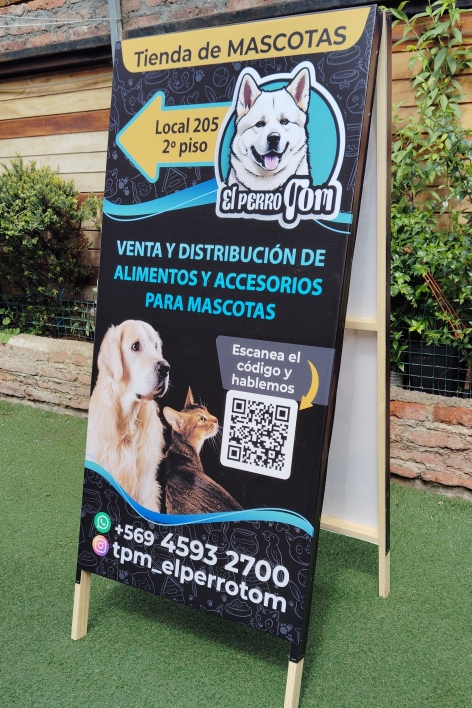 Tienda de MASCOTAS
Local 205
2º piso
EL PERRO TOM
VENTA Y DISTRIBUCIÓN DE
ALIMENTOS Y ACCESORIOS
PARA MASCOTAS
Escanea el
código y
hablemos
+569 4593 2700
tpm_elperrotom